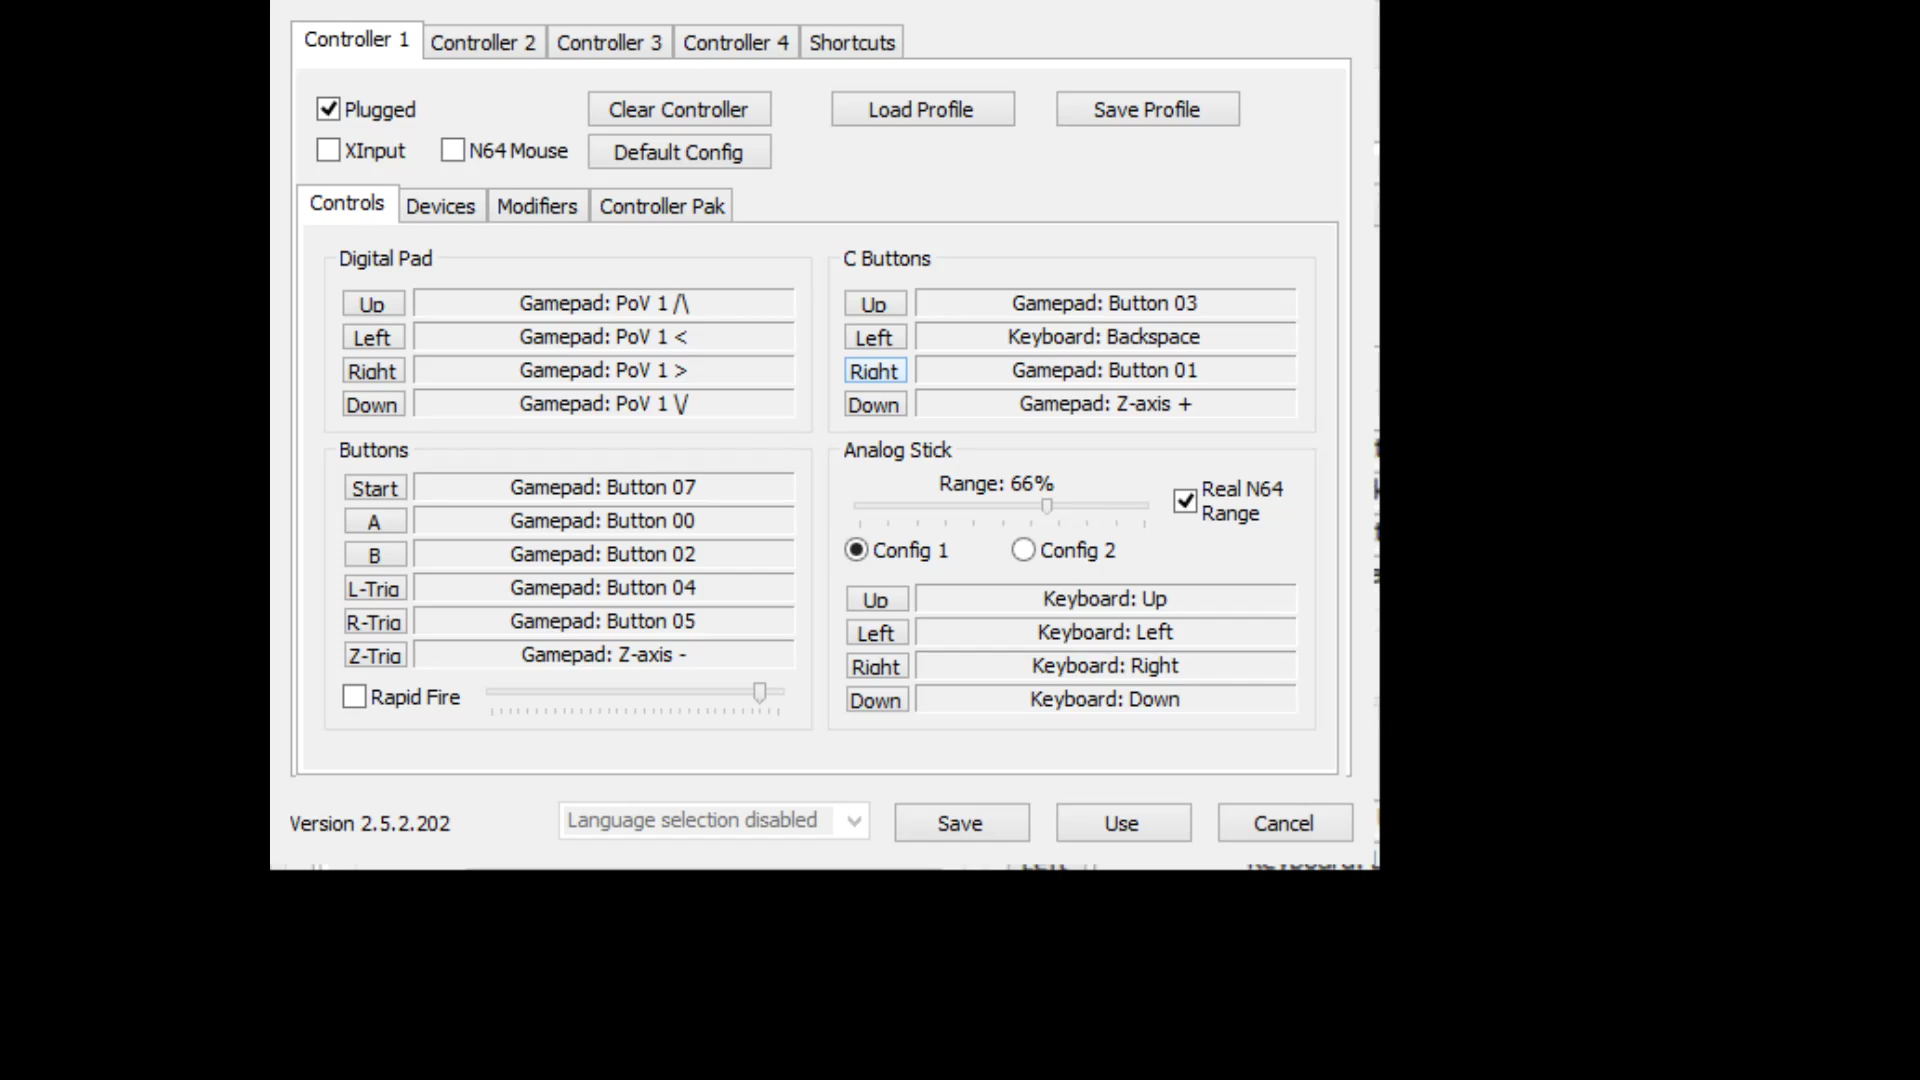 Controller 1 Controller 2 Controller 3 Controller 4 Shortcuts
Plugged Clear Controller Load Profile Save Profile
XInput N64 Mouse Default Config
Controls Devices Modifiers Controller Pak
Digital Pad
Up Gamepad: PoV 1 /\
Left Gamepad: PoV 1 <
Right Gamepad: PoV 1 >
Down Gamepad: PoV 1 \/
C Buttons
Up Gamepad: Button 03
Left Keyboard: Backspace
Right Gamepad: Button 01
Down Gamepad: Z-axis +
Buttons
Start Gamepad: Button 07
A Gamepad: Button 00
B Gamepad: Button 02
L-Trig Gamepad: Button 04
R-Trig Gamepad: Button 05
Z-Trig Gamepad: Z-axis -
Rapid Fire
Analog Stick
Range: 66%
Real N64
Range
Config 1 Config 2
Up Keyboard: Up
Left Keyboard: Left
Right Keyboard: Right
Down Keyboard: Down
Version 2.5.2.202 Language selection disabled Save Use Cancel